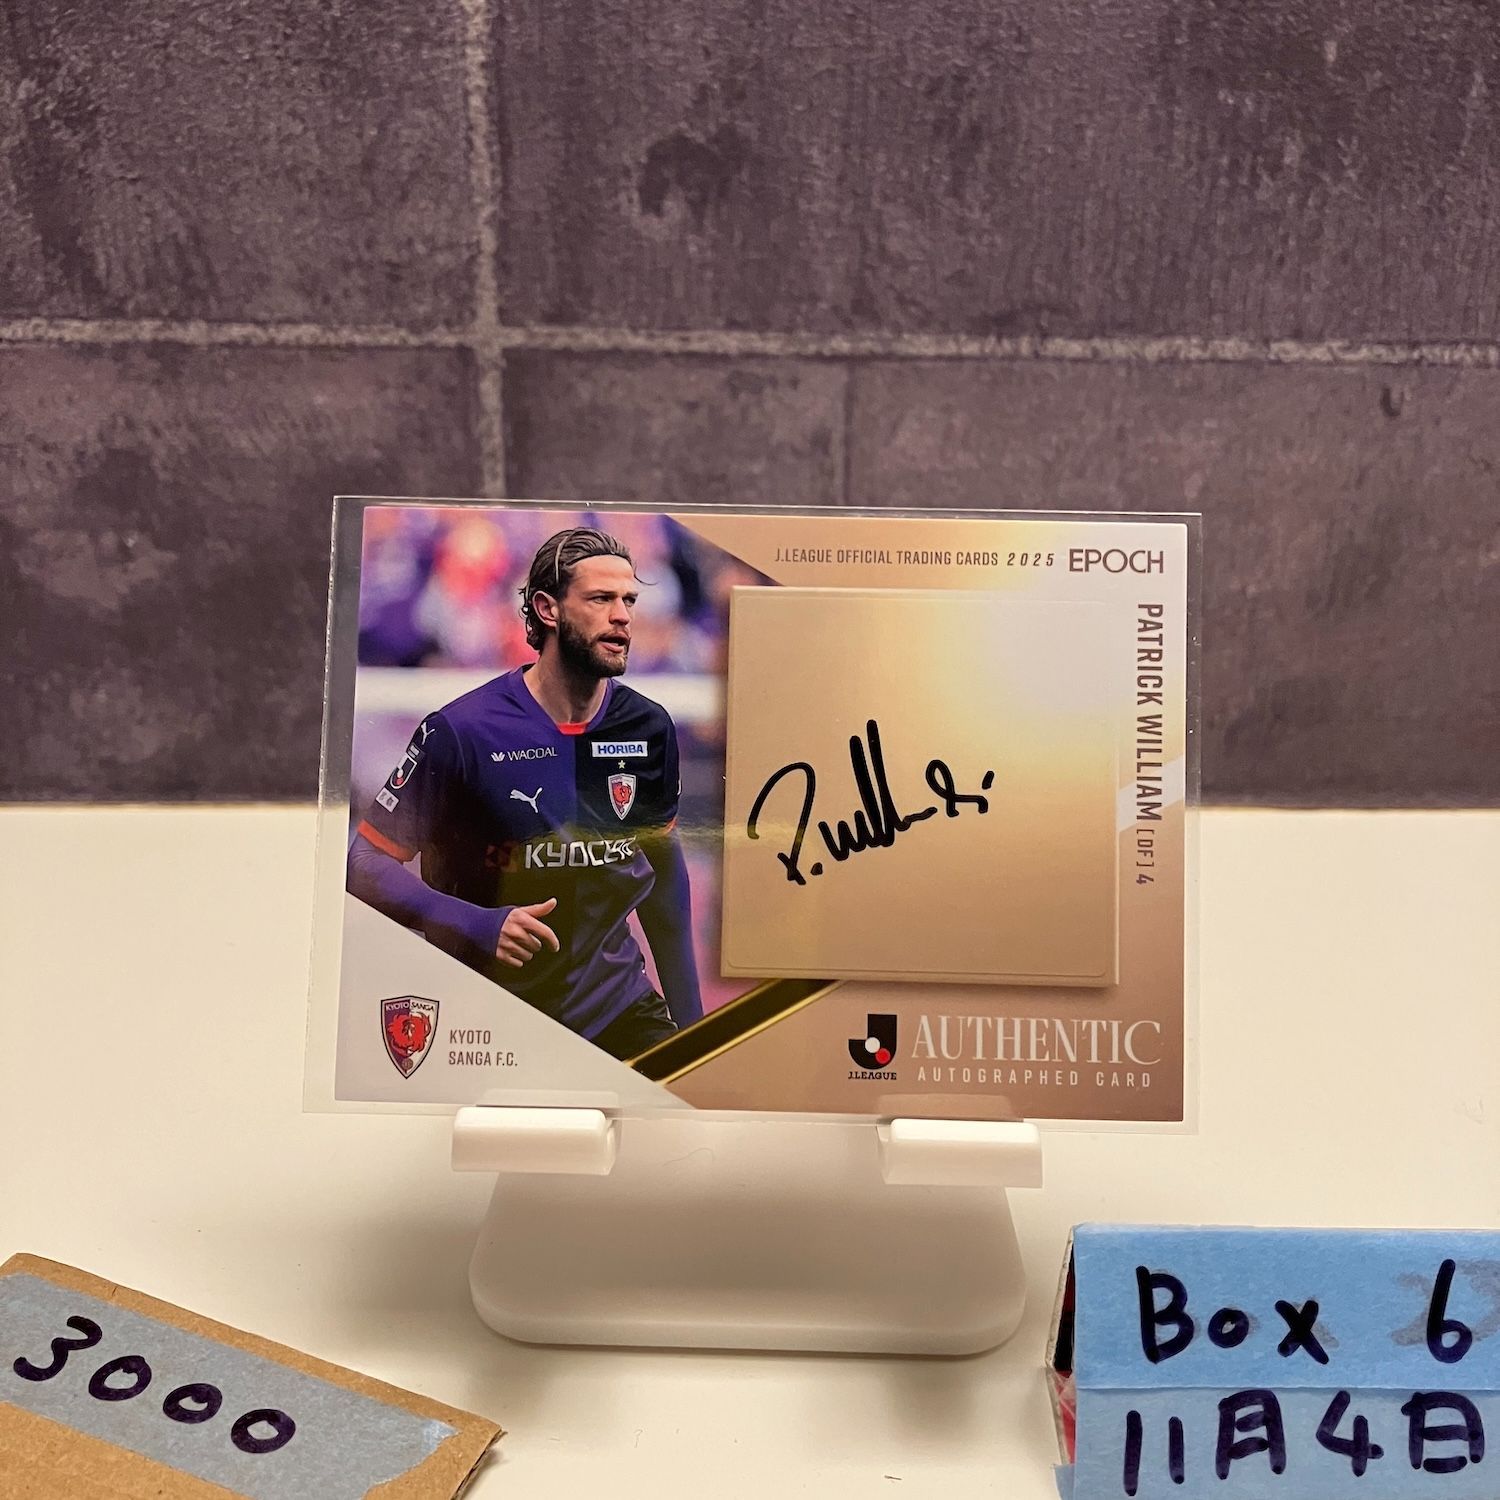 J.LEAGUE OFFICIAL TRADING CARDS 2025 EPOCH
PATRICK WILLIAM [DF] 4
WACOAL
HORIBA
KYOCERA
P. Will
KYOTO SANGA
KYOTO
SANGA F.C.
J.LEAGUE
AUTHENTIC
AUTOGRAPHED CARD
3000
Box 6
11月4日